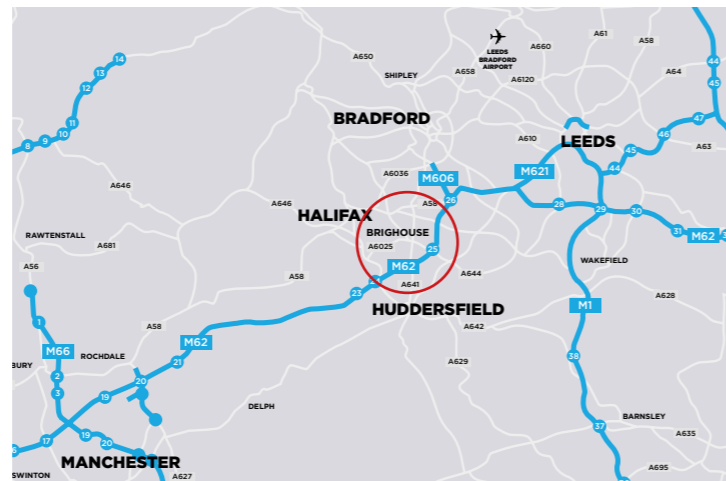 14
13
12
11
10
9
8
A650
SHIPLEY
A658
LEEDS
BRADFORD
AIRPORT
A660
A6120
A61
A58
A64
44
45
BRADFORD
A610
LEEDS
47
46
45
44
A63
A6036
M606
M621
A646
A646
HALIFAX
A58
26
28
29
30
31
M62
RAWTENSTALL
A681
BRIGHOUSE
A6025
25
M62
A56
A58
23
A641
A644
WAKEFIELD
A628
HUDDERSFIELD
M1
1
A58
M62
A642
M66
ROCHDALE
21
A629
38
BURY
2
3
20
19
DELPH
BARNSLEY
37
17
19
20
A635
MANCHESTER
A627
A695
SWINTON